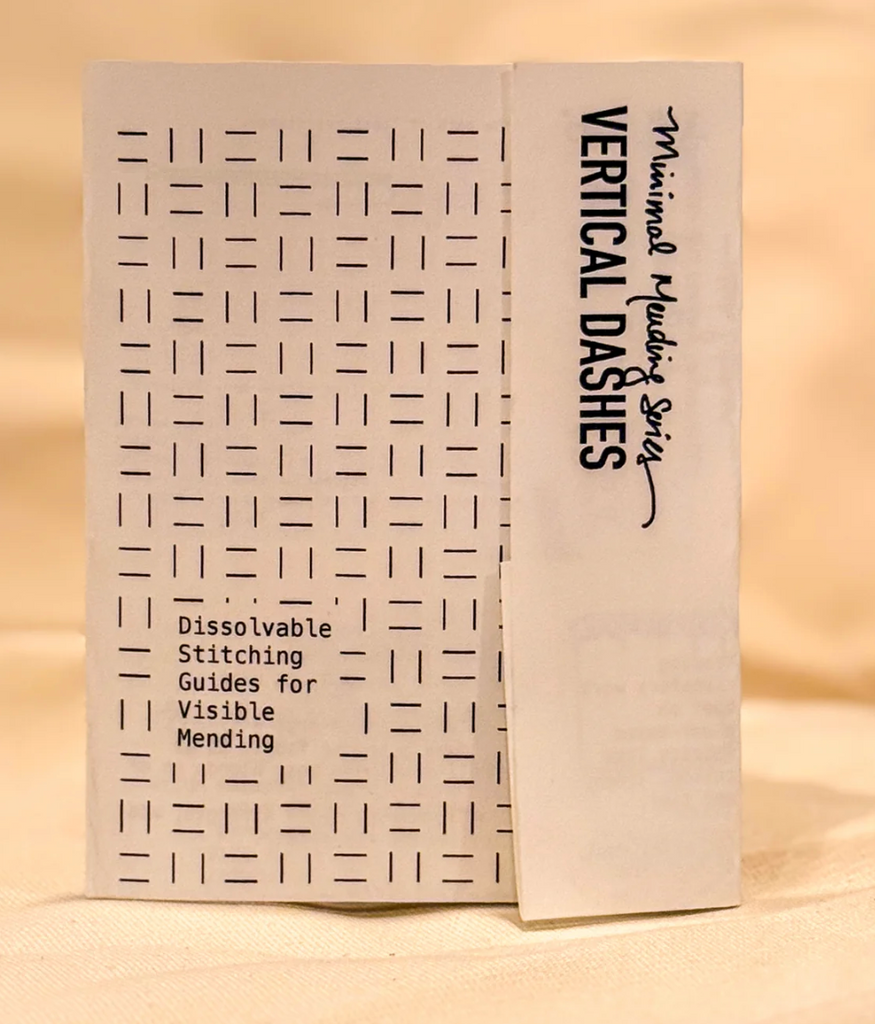 Minimal Mending Series
VERTICAL DASHES
Dissolvable
Stitching
Guides for
Visible
Mending